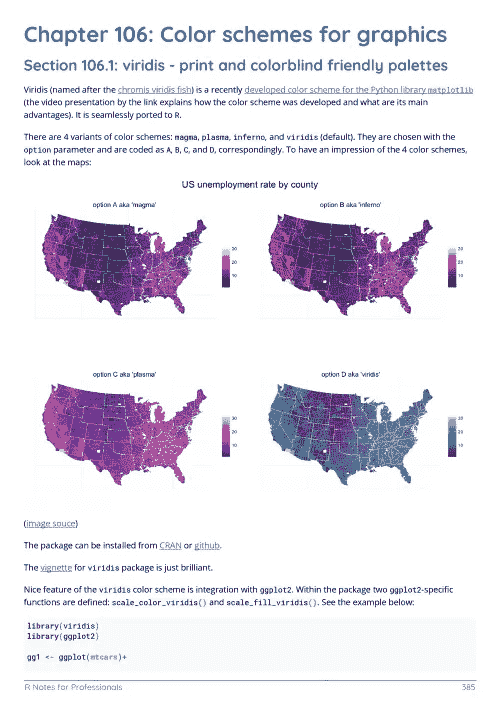 Chapter 106: Color schemes for graphics
Section 106.1: viridis - print and colorblind friendly palettes
Viridis (named after the chromis viridis fish) is a recently developed color scheme for the Python library matplotlib
(the video presentation by the link explains how the color scheme was developed and what are its main
advantages). It is seamlessly ported to R.
There are 4 variants of color schemes: magma, plasma, inferno, and viridis (default). They are chosen with the
option parameter and are coded as A, B, C, and D, correspondingly. To have an impression of the 4 color schemes,
look at the maps:
US unemployment rate by county
option A aka 'magma'
option B aka 'inferno'
30
20
10
30
20
10
option C aka 'plasma'
option D aka 'viridis'
30
20
10
30
20
10
(image souce)
The package can be installed from CRAN or github.
The vignette for viridis package is just brilliant.
Nice feature of the viridis color scheme is integration with ggplot2. Within the package two ggplot2-specific
functions are defined: scale_color_viridis() and scale_fill_viridis(). See the example below:
library(viridis)
library(ggplot2)
gg1 <- ggplot(mtcars)+
R Notes for Professionals
385